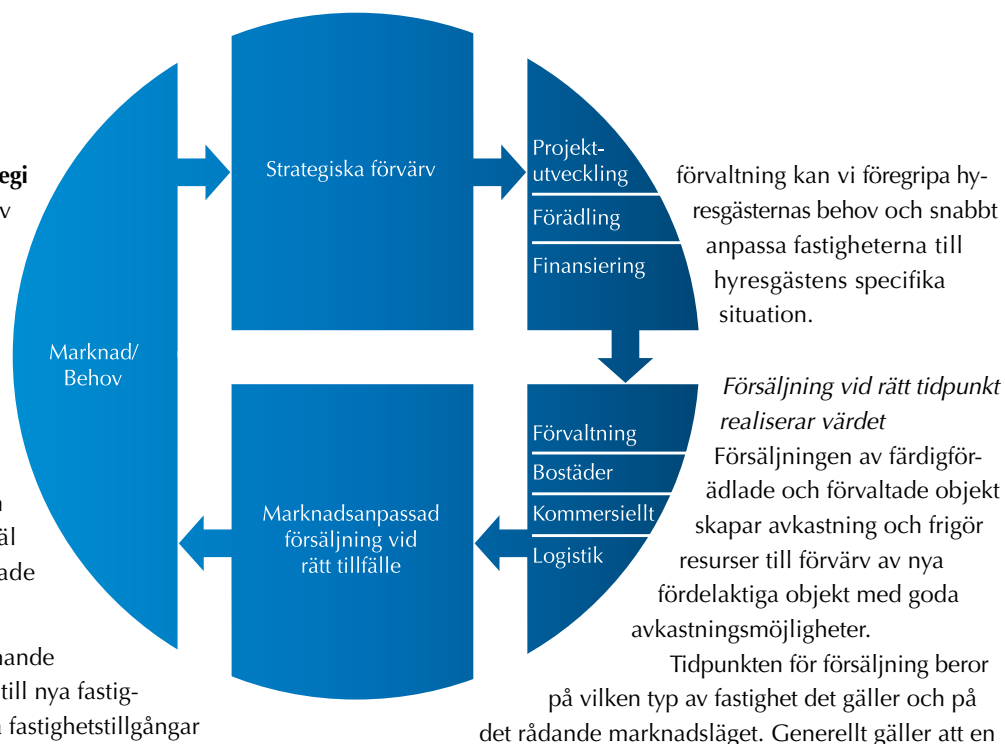 egi
v
äl
ade
nande
till nya fastig-
fastighetstillgångar
Marknad/
Behov
Strategiska förvärv
Projekt-
utveckling
Förädling
Finansiering
Förvaltning
Bostäder
Kommersiellt
Logistik
Marknadsanpassad
försäljning vid
rätt tillfälle
förvaltning kan vi föregripa hy-
resgästernas behov och snabbt
anpassa fastigheterna till
hyresgästens specifika
situation.
Försäljning vid rätt tidpunkt
realiserar värdet
Försäljningen av färdigför-
ädlade och förvaltade objekt
skapar avkastning och frigör
resurser till förvärv av nya
fördelaktiga objekt med goda
avkastningsmöjligheter.
Tidpunkten för försäljning beror
på vilken typ av fastighet det gäller och på
det rådande marknadsläget. Generellt gäller att en